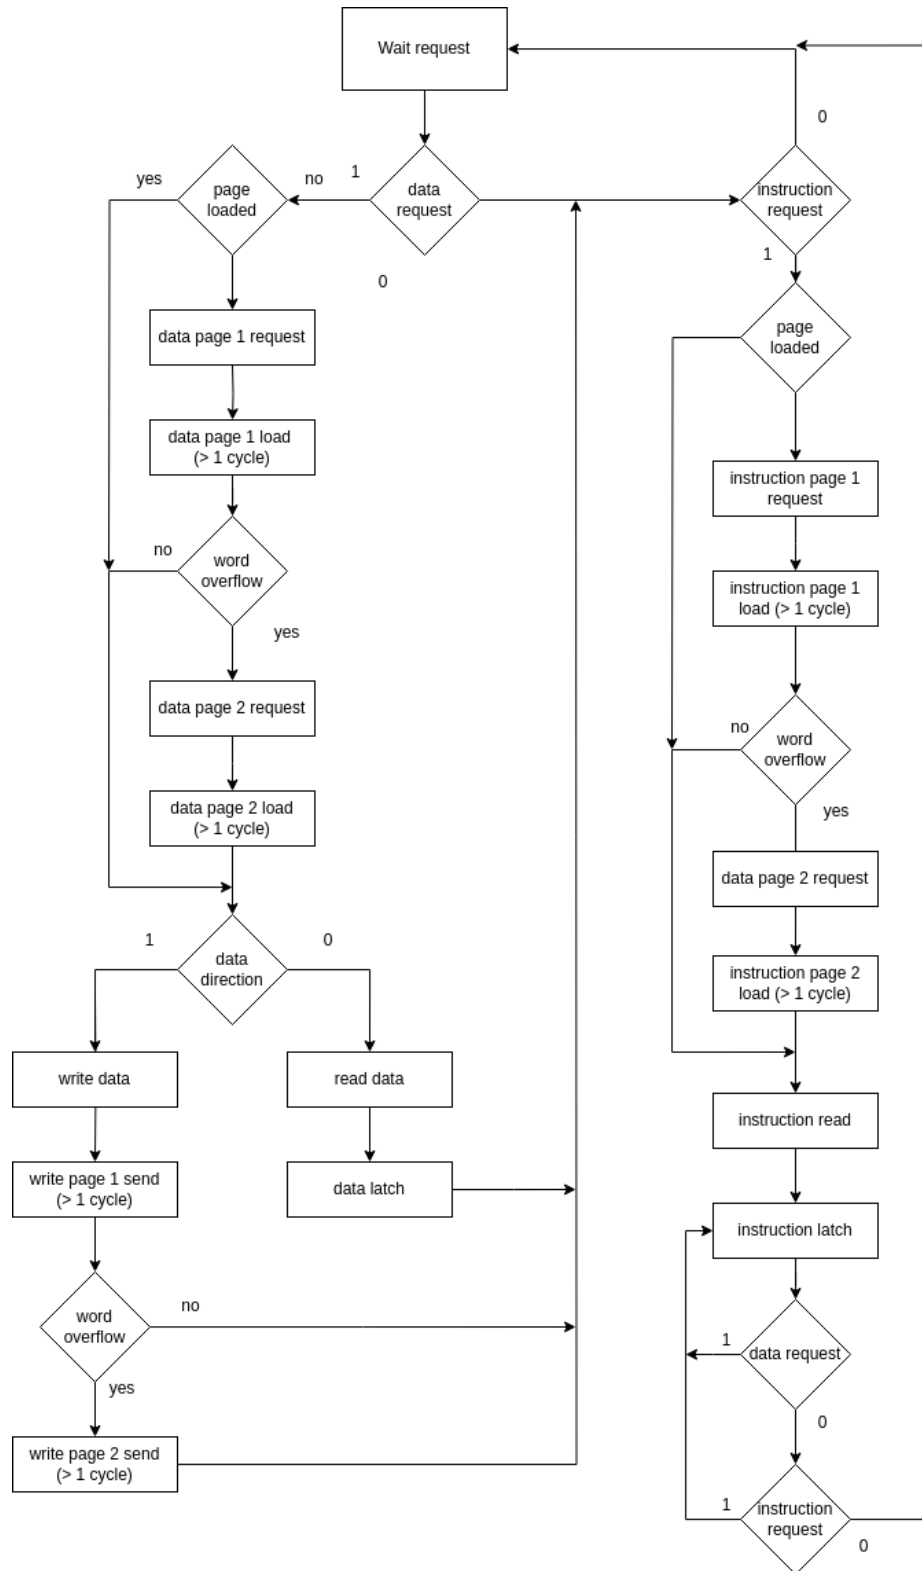 Wait request
0
yes
page
loaded
no
1
data
request
instruction
request
1
0
data page 1 request
page
loaded
data page 1 load
(> 1 cycle)
instruction page 1
request
no
word
overflow
instruction page 1
load (> 1 cycle)
yes
data page 2 request
no
word
overflow
data page 2 load
(> 1 cycle)
yes
data page 2 request
1
data
direction
0
instruction page 2
load (> 1 cycle)
write data
read data
instruction read
write page 1 send
(> 1 cycle)
data latch
instruction latch
word
overflow
no
1
data request
yes
0
write page 2 send
(> 1 cycle)
1
instruction
request
0